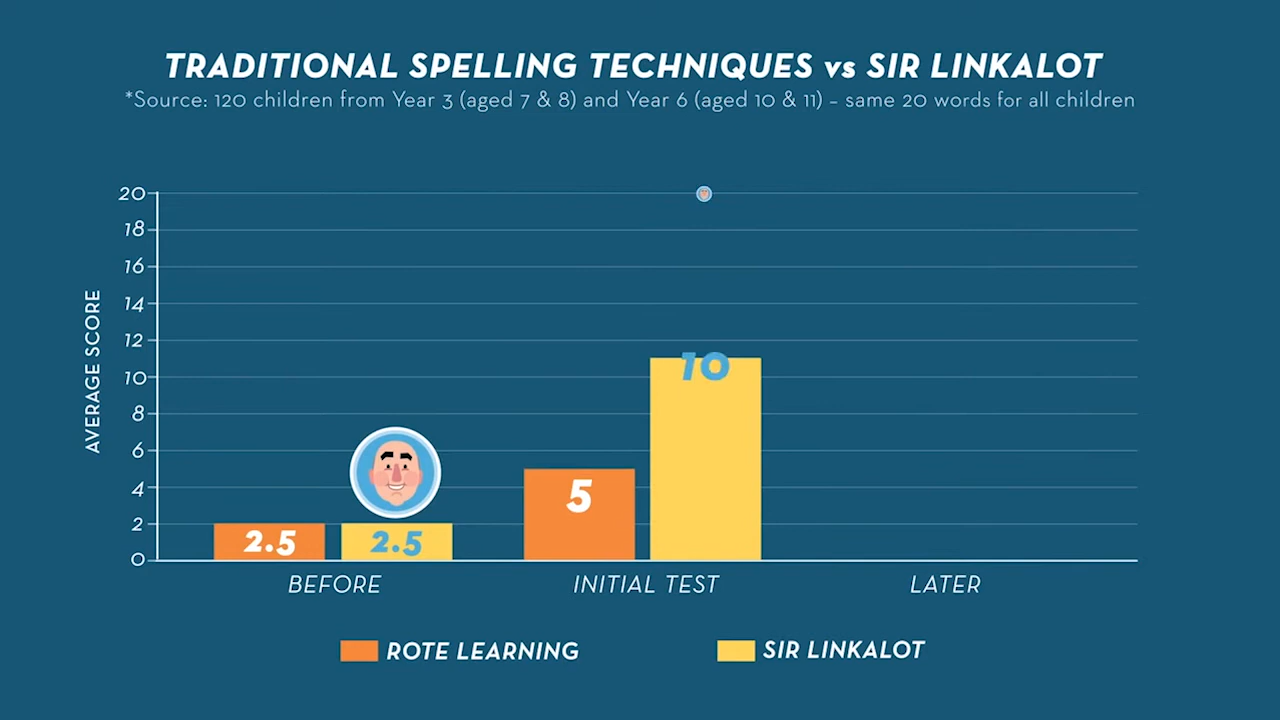 TRADITIONAL SPELLING TECHNIQUES vs SIR LINKALOT
*Source: 120 children from Year 3 (aged 7 & 8) and Year 6 (aged 10 & 11) – same 20 words for all children
AVERAGE SCORE
20
18
16
14
12
10
8
6
4
2
0
2.5
2.5
5
10
BEFORE
INITIAL TEST
LATER
ROTE LEARNING
SIR LINKALOT